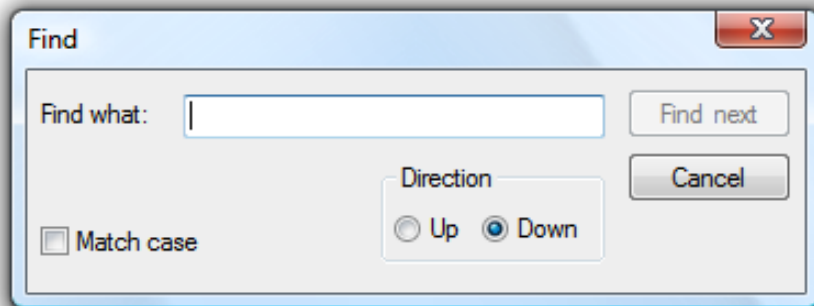 Find
Find what:
Find next
Direction
Cancel
Up
Down
Match case